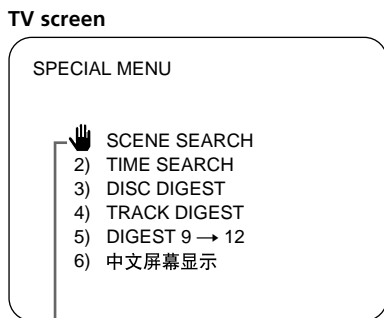 TV screen
SPECIAL MENU
SCENE SEARCH
2) TIME SEARCH
3) DISC DIGEST
4) TRACK DIGEST
5) DIGEST 9 → 12
6) 中文屏幕显示